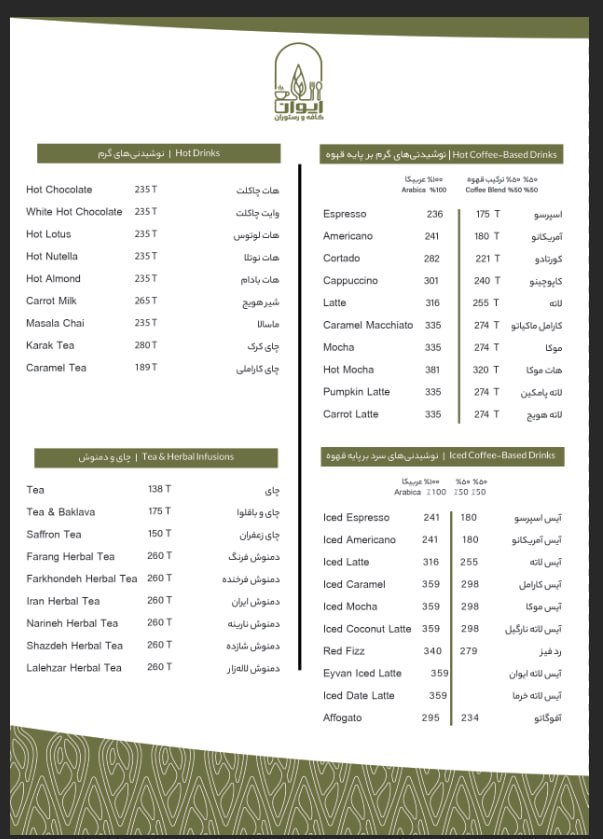 ایوان
کافه و رستوران
Hot Drinks | نوشیدنی‌های گرم
Hot Chocolate 235 T هات چاکلت
White Hot Chocolate 235 T وایت چاکلت
Hot Lotus 235 T هات لوتوس
Hot Nutella 235 T هات نوتلا
Hot Almond 235 T هات بادام
Carrot Milk 265 T شیر هویج
Masala Chai 235 T ماسالا
Karak Tea 280 T چای کرک
Caramel Tea 189 T چای کاراملی
Tea & Herbal Infusions | چای و دمنوش
Tea 138 T چای
Tea & Baklava 175 T چای و باقلوا
Saffron Tea 150 T چای زعفران
Farang Herbal Tea 260 T دمنوش فرنگ
Farkhondeh Herbal Tea 260 T دمنوش فرخنده
Iran Herbal Tea 260 T دمنوش ایران
Narineh Herbal Tea 260 T دمنوش نارینه
Shazdeh Herbal Tea 260 T دمنوش شازده
Lalehzar Herbal Tea 260 T دمنوش لاله‌زار
Hot Coffee-Based Drinks | نوشیدنی‌های گرم بر پایه قهوه
۱۰۰% عربیکا ۵۰% ۵۰% ترکیب قهوه
Arabica %100 Coffee Blend %50 %50
Espresso 236 175 T اسپرسو
Americano 241 180 T آمریکانو
Cortado 282 221 T کورتادو
Cappuccino 301 240 T کاپوچینو
Latte 316 255 T لاته
Caramel Macchiato 335 274 T کارامل ماکیاتو
Mocha 335 274 T موکا
Hot Mocha 381 320 T هات موکا
Pumpkin Latte 335 274 T لاته پامکین
Carrot Latte 335 274 T لاته هویج
Iced Coffee-Based Drinks | نوشیدنی‌های سرد بر پایه قهوه
۱۰۰% عربیکا ۵۰% ۵۰%
Arabica ٪100 ٪50 ٪50
Iced Espresso 241 180 آیس اسپرسو
Iced Americano 241 180 آیس آمریکانو
Iced Latte 316 255 آیس لاته
Iced Caramel 359 298 آیس کارامل
Iced Mocha 359 298 آیس موکا
Iced Coconut Latte 359 298 آیس لاته نارگیل
Red Fizz 340 279 رد فیز
Eyvan Iced Latte 359 آیس لاته ایوان
Iced Date Latte 359 آیس لاته خرما
Affogato 295 234 آفوگاتو